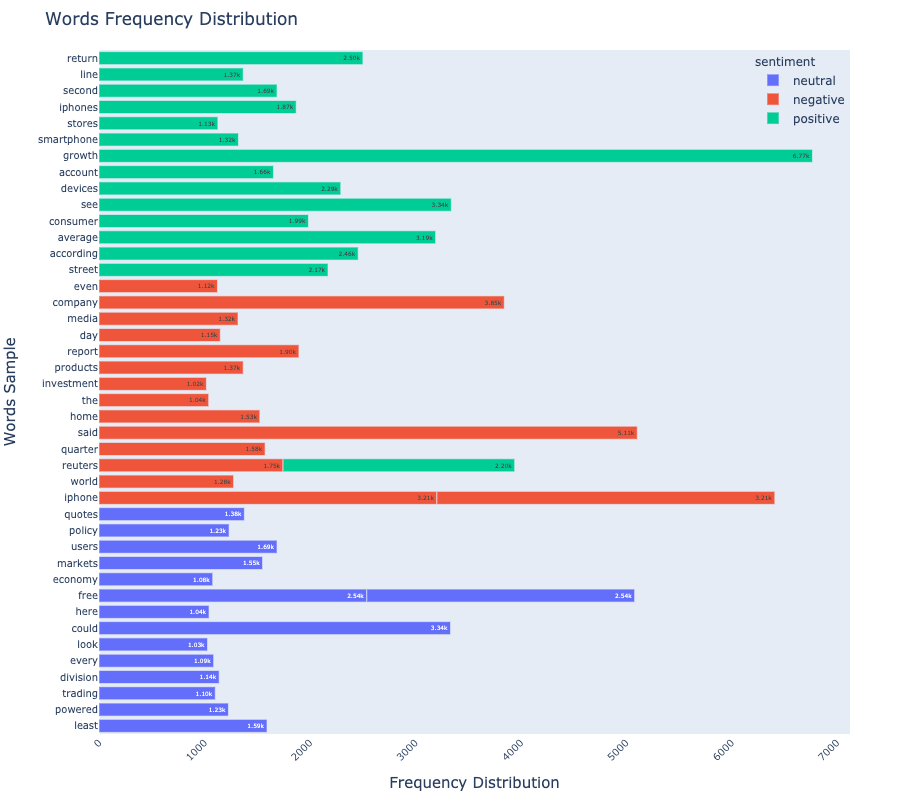 Words Frequency Distribution
sentiment
neutral
negative
positive
return 2.50k
line 1.37k
second 1.69k
iphones 1.87k
stores 1.13k
smartphone 1.32k
growth 6.77k
account 1.66k
devices 2.29k
see 3.34k
consumer 1.99k
average 3.19k
according 2.46k
street 2.17k
even 1.12k
company 3.85k
media 1.32k
day 1.15k
report 1.90k
products 1.37k
investment 1.02k
the 1.04k
home 1.53k
said 5.11k
quarter 1.58k
reuters 1.75k 2.20k
world 1.28k
iphone 3.21k 3.21k
quotes 1.38k
policy 1.23k
users 1.69k
markets 1.55k
economy 1.08k
free 2.54k 2.54k
here 1.04k
could 3.34k
look 1.03k
every 1.09k
division 1.14k
trading 1.10k
powered 1.23k
least 1.59k
0 1000 2000 3000 4000 5000 6000 7000
Frequency Distribution
Words Sample